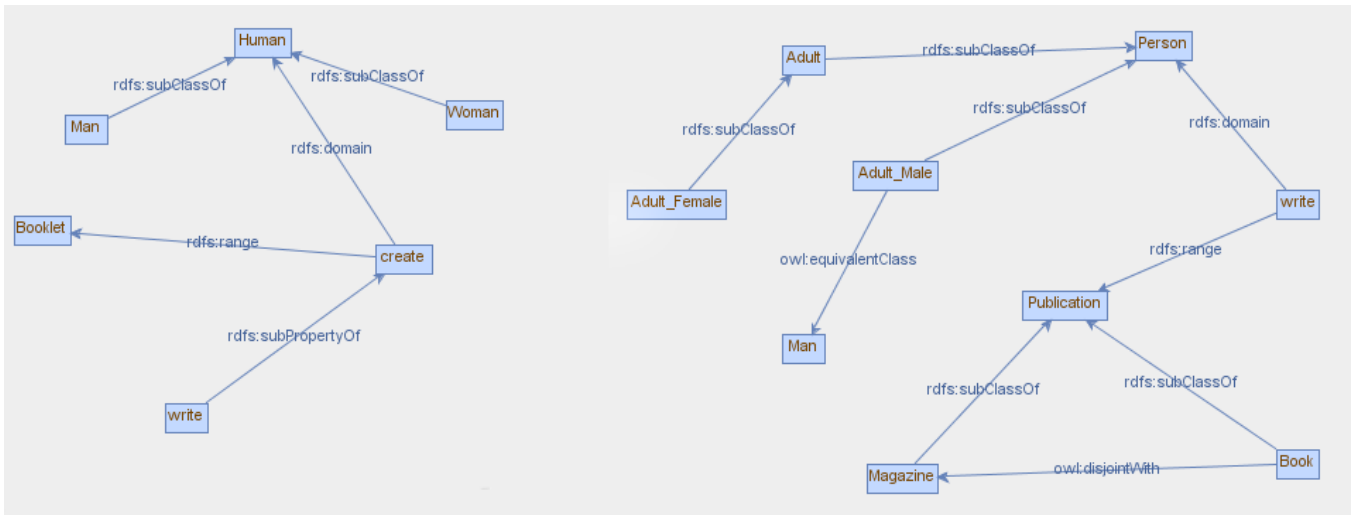 Human
rdfs:subClassOf
rdfs:subClassOf
Man
Woman
rdfs:domain
Booklet
rdfs:range
create
rdfs:subPropertyOf
write
Person
Adult
rdfs:subClassOf
rdfs:subClassOf
rdfs:subClassOf
rdfs:domain
Adult_Male
Adult_Female
write
rdfs:range
owl:equivalentClass
Publication
Man
rdfs:subClassOf
rdfs:subClassOf
Book
owl:disjointWith
Magazine